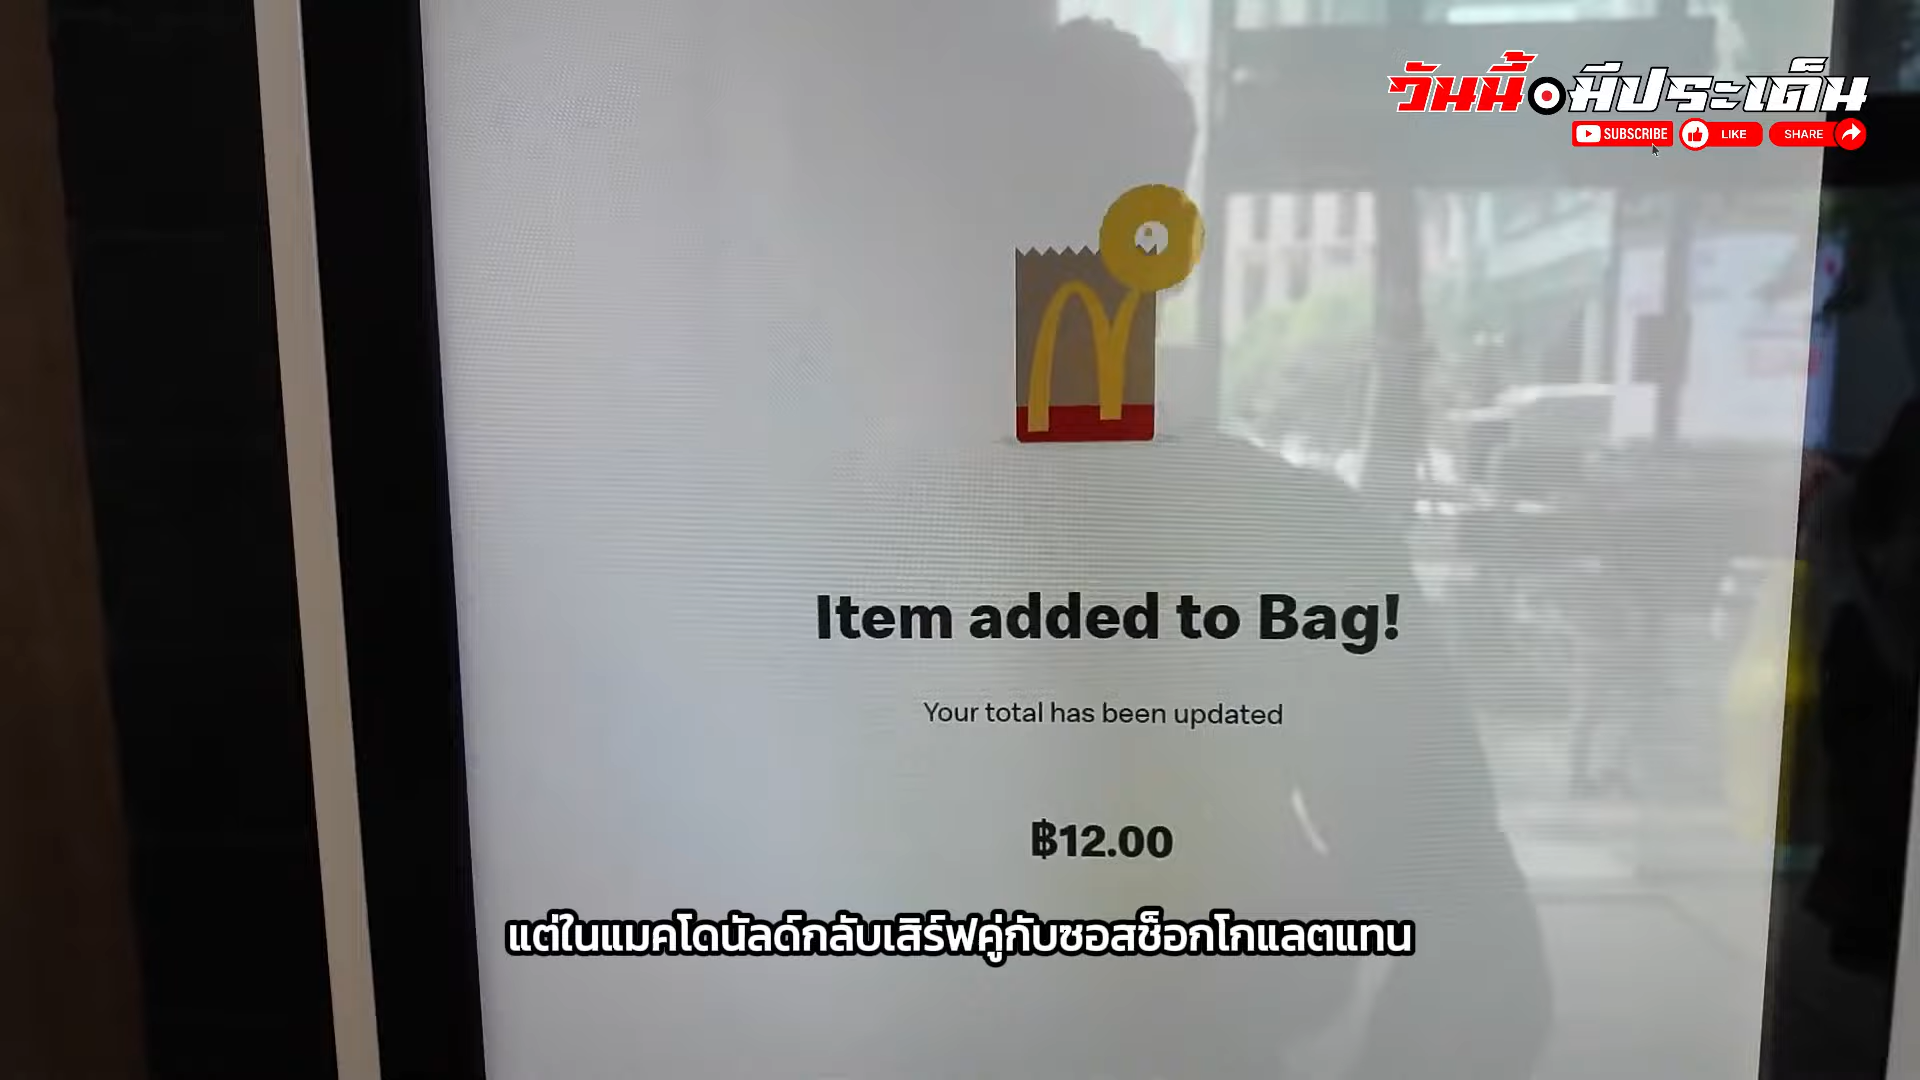 วันนี้มีประเด็น
SUBSCRIBE LIKE SHARE
Item added to Bag!
Your total has been updated
฿12.00
แต่ในแมคโดนัลด์กลับเสิร์ฟคู่กับซอสช็อกโกแลตแทน